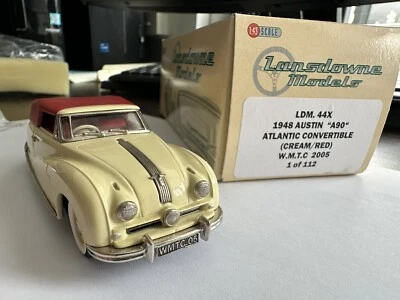 1:43 SCALE
Lansdowne
Models
LDM. 44X
1948 AUSTIN "A90"
ATLANTIC CONVERTIBLE
(CREAM/RED)
W.M.T.C 2005
1 of 112
WMTC 05